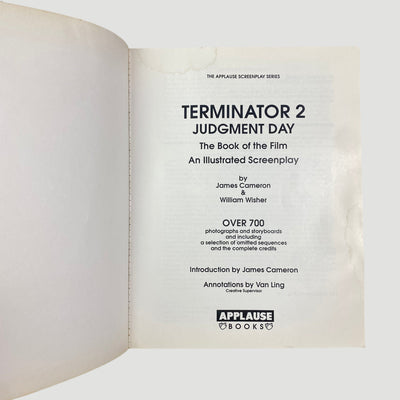 THE APPLAUSE SCREENPLAY SERIES
TERMINATOR 2
JUDGMENT DAY
The Book of the Film
An Illustrated Screenplay
by
James Cameron
&
William Wisher
OVER 700
photographs and storyboards
and including
a selection of omitted sequences
and the complete credits
Introduction by James Cameron
Annotations by Van Ling
Creative Supervisor
APPLAUSE
BOOKS